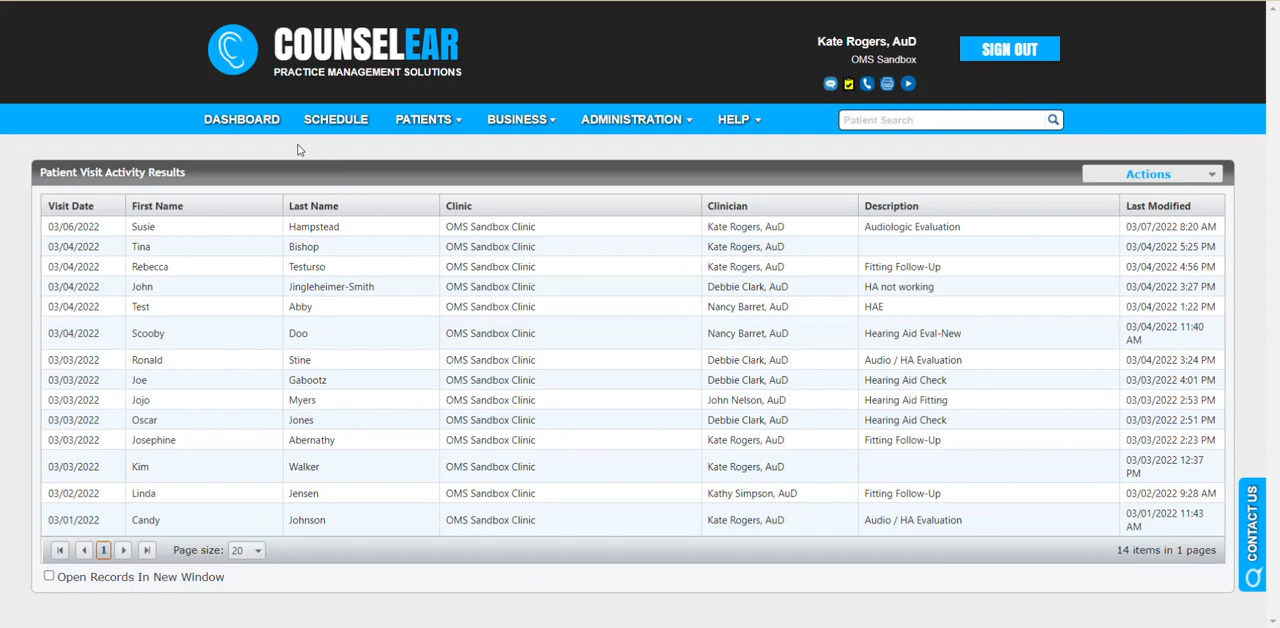 COUNSELEAR
PRACTICE MANAGEMENT SOLUTIONS
Kate Rogers, AuD
OMS Sandbox
SIGN OUT
DASHBOARD SCHEDULE PATIENTS BUSINESS ADMINISTRATION HELP Patient Search
Patient Visit Activity Results Actions
Visit Date First Name Last Name Clinic Clinician Description Last Modified
03/06/2022 Susie Hampstead OMS Sandbox Clinic Kate Rogers, AuD Audiologic Evaluation 03/07/2022 8:20 AM
03/04/2022 Tina Bishop OMS Sandbox Clinic Kate Rogers, AuD 03/04/2022 5:25 PM
03/04/2022 Rebecca Testurso OMS Sandbox Clinic Kate Rogers, AuD Fitting Follow-Up 03/04/2022 4:56 PM
03/04/2022 John Jingleheimer-Smith OMS Sandbox Clinic Debbie Clark, AuD HA not working 03/04/2022 3:27 PM
03/04/2022 Test Abby OMS Sandbox Clinic Nancy Barret, AuD HAE 03/04/2022 1:22 PM
03/04/2022 Scooby Doo OMS Sandbox Clinic Nancy Barret, AuD Hearing Aid Eval-New 03/04/2022 11:40
AM
03/03/2022 Ronald Stine OMS Sandbox Clinic Debbie Clark, AuD Audio / HA Evaluation 03/04/2022 3:24 PM
03/03/2022 Joe Gabootz OMS Sandbox Clinic Debbie Clark, AuD Hearing Aid Check 03/03/2022 4:01 PM
03/03/2022 Jojo Myers OMS Sandbox Clinic John Nelson, AuD Hearing Aid Fitting 03/03/2022 2:53 PM
03/03/2022 Oscar Jones OMS Sandbox Clinic Debbie Clark, AuD Hearing Aid Check 03/03/2022 2:51 PM
03/03/2022 Josephine Abernathy OMS Sandbox Clinic Kate Rogers, AuD Fitting Follow-Up 03/03/2022 2:23 PM
03/03/2022 Kim Walker OMS Sandbox Clinic Kate Rogers, AuD 03/03/2022 12:37
PM
03/02/2022 Linda Jensen OMS Sandbox Clinic Kathy Simpson, AuD Fitting Follow-Up 03/02/2022 9:28 AM
03/01/2022 Candy Johnson OMS Sandbox Clinic Kate Rogers, AuD Audio / HA Evaluation 03/01/2022 11:43
AM
1 Page size: 20 14 items in 1 pages
Open Records In New Window
CONTACT US